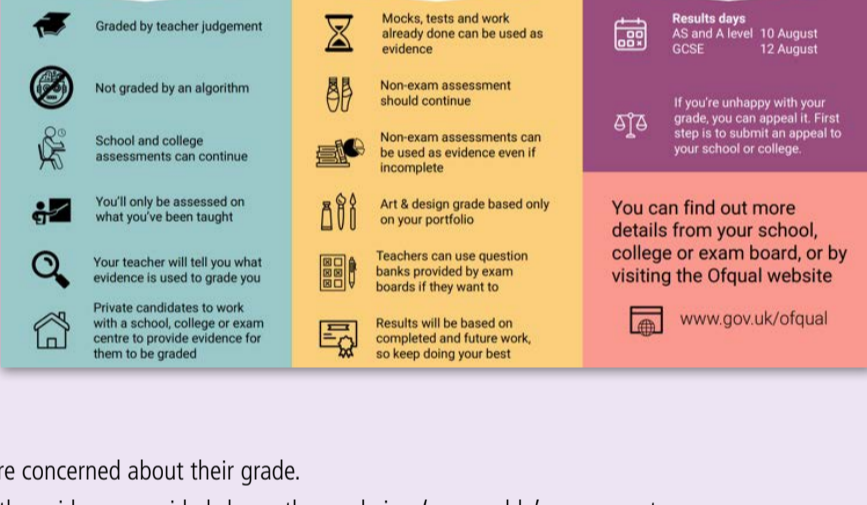 Graded by teacher judgement
Not graded by an algorithm
School and college
assessments can continue
You'll only be assessed on
what you've been taught
Your teacher will tell you what
evidence is used to grade you
Private candidates to work
with a school, college or exam
centre to provide evidence for
them to be graded
Mocks, tests and work
already done can be used as
evidence
Non-exam assessment
should continue
Non-exam assessments can
be used as evidence even if
incomplete
Art & design grade based only
on your portfolio
Teachers can use question
banks provided by exam
boards if they want to
Results will be based on
completed and future work,
so keep doing your best
Results days
AS and A level 10 August
GCSE 12 August
If you're unhappy with your
grade, you can appeal it. First
step is to submit an appeal to
your school or college.
You can find out more
details from your school,
college or exam board, or by
visiting the Ofqual website
www.gov.uk/ofqual
re concerned about their grade.